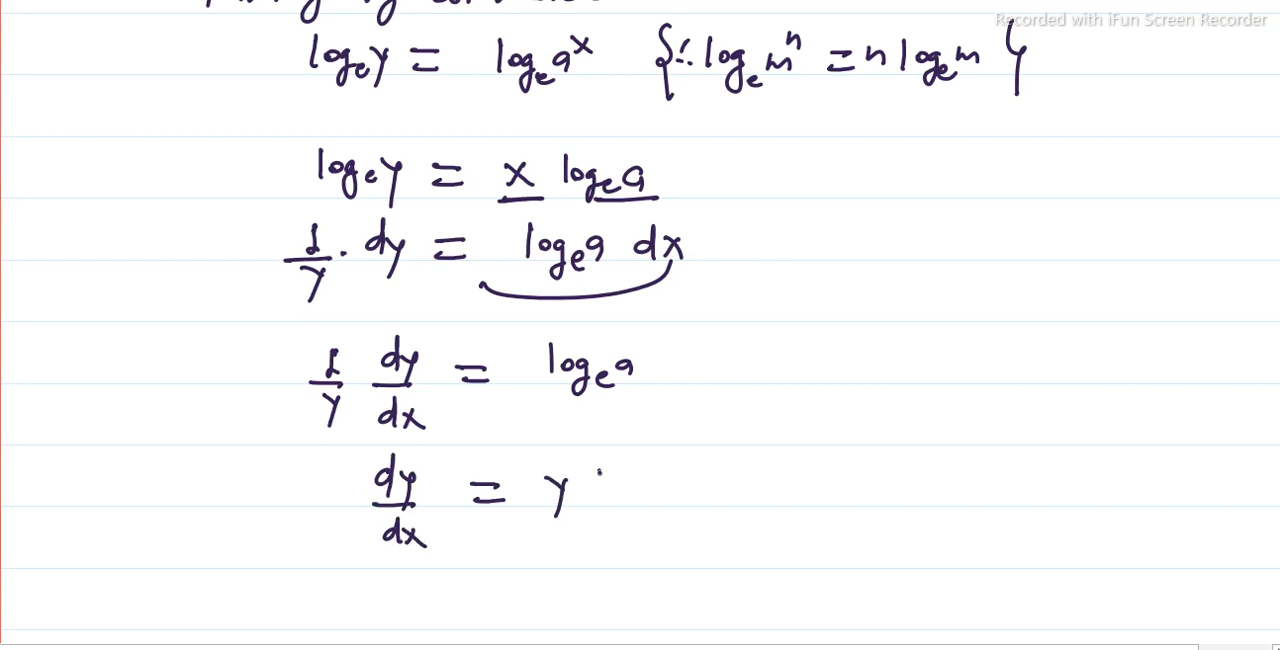 Recorded with iFun Screen Recorder
logₑy = logₑaˣ {∵ logₑmⁿ = n logₑm }
logₑy = x logₑa
1/y · dy = logₑa dx
1/y dy/dx = logₑa
dy/dx = y